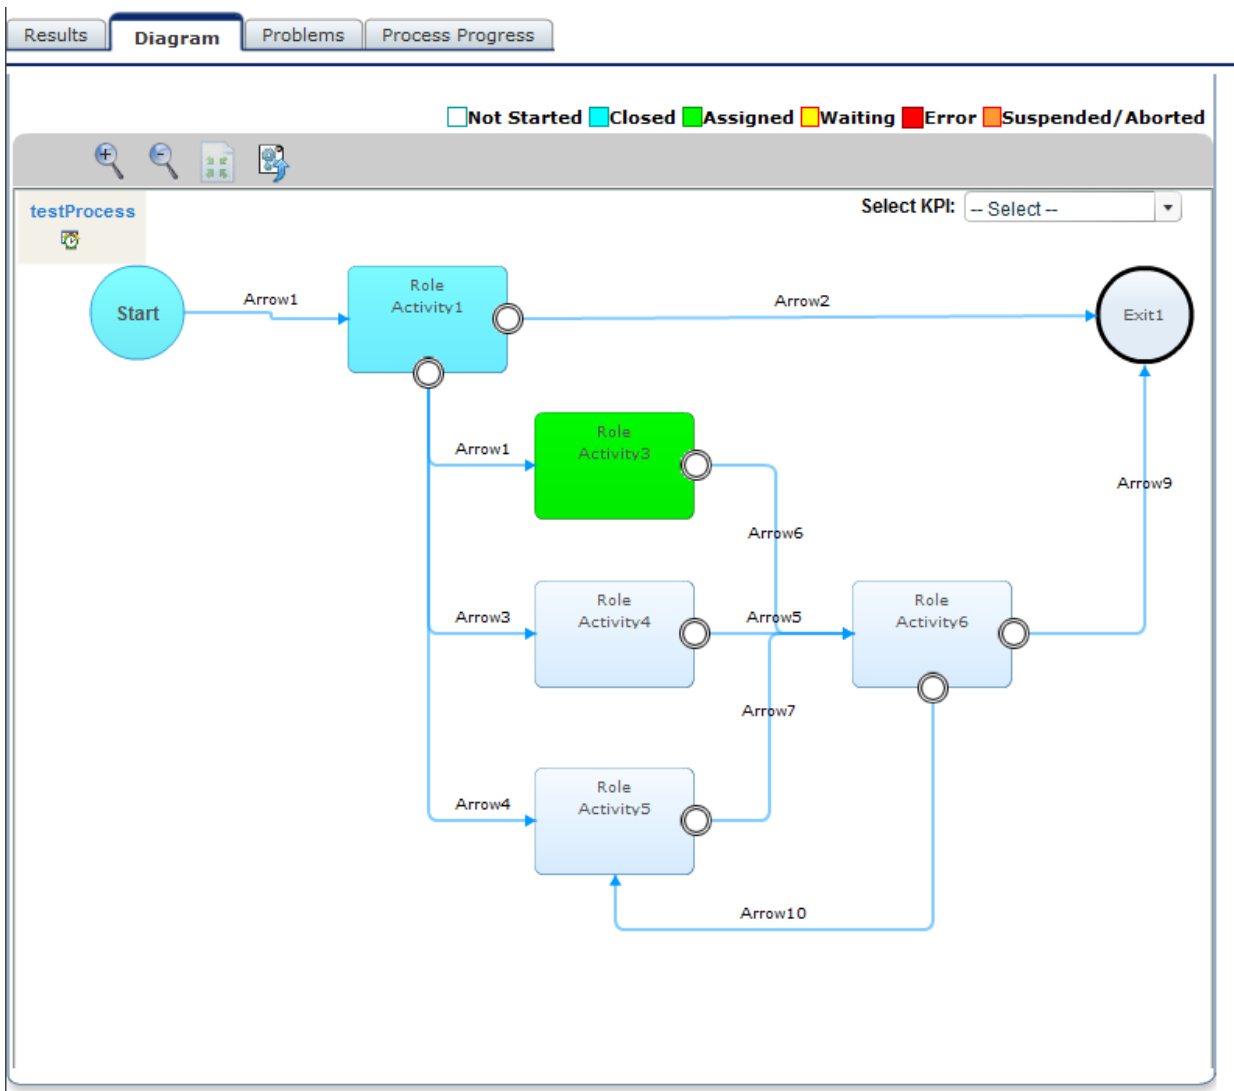 Results Diagram Problems Process Progress
Not Started Closed Assigned Waiting Error Suspended/Aborted
testProcess
Select KPI: -- Select --
Start
Arrow1
Role
Activity1
Arrow2
Exit1
Arrow1
Role
Activity3
Arrow9
Arrow6
Arrow3
Role
Activity4
Arrow5
Role
Activity6
Arrow7
Arrow4
Role
Activity5
Arrow10